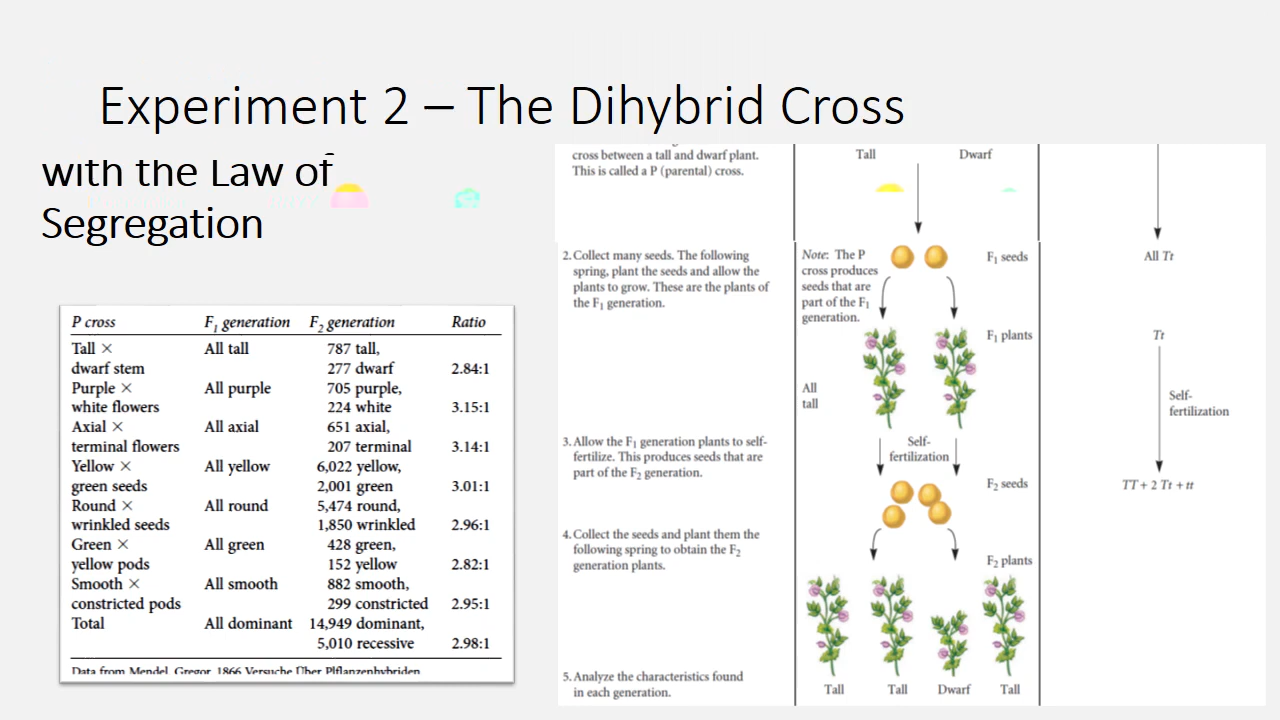 Experiment 2 – The Dihybrid Cross
with the Law of
Segregation
P cross F1 generation F2 generation Ratio
Tall × All tall 787 tall,
dwarf stem 277 dwarf 2.84:1
Purple × All purple 705 purple,
white flowers 224 white 3.15:1
Axial × All axial 651 axial,
terminal flowers 207 terminal 3.14:1
Yellow × All yellow 6,022 yellow,
green seeds 2,001 green 3.01:1
Round × All round 5,474 round,
wrinkled seeds 1,850 wrinkled 2.96:1
Green × All green 428 green,
yellow pods 152 yellow 2.82:1
Smooth × All smooth 882 smooth,
constricted pods 299 constricted 2.95:1
Total All dominant 14,949 dominant,
5,010 recessive 2.98:1
Data from Mendel, Gregor. 1866 Versuche Über Plflanzenhybriden
cross between a tall and dwarf plant.
This is called a P (parental) cross.
2. Collect many seeds. The following
spring, plant the seeds and allow the
plants to grow. These are the plants of
the F1 generation.
3. Allow the F1 generation plants to self-
fertilize. This produces seeds that are
part of the F2 generation.
4. Collect the seeds and plant them the
following spring to obtain the F2
generation plants.
5. Analyze the characteristics found
in each generation.
Tall Dwarf
Note: The P
cross produces
seeds that are
part of the F1
generation.
F1 seeds
F1 plants
All
tall
Self-
fertilization
F2 seeds
F2 plants
Tall Tall Dwarf Tall
All Tt
Tt
Self-
fertilization
TT + 2 Tt + tt